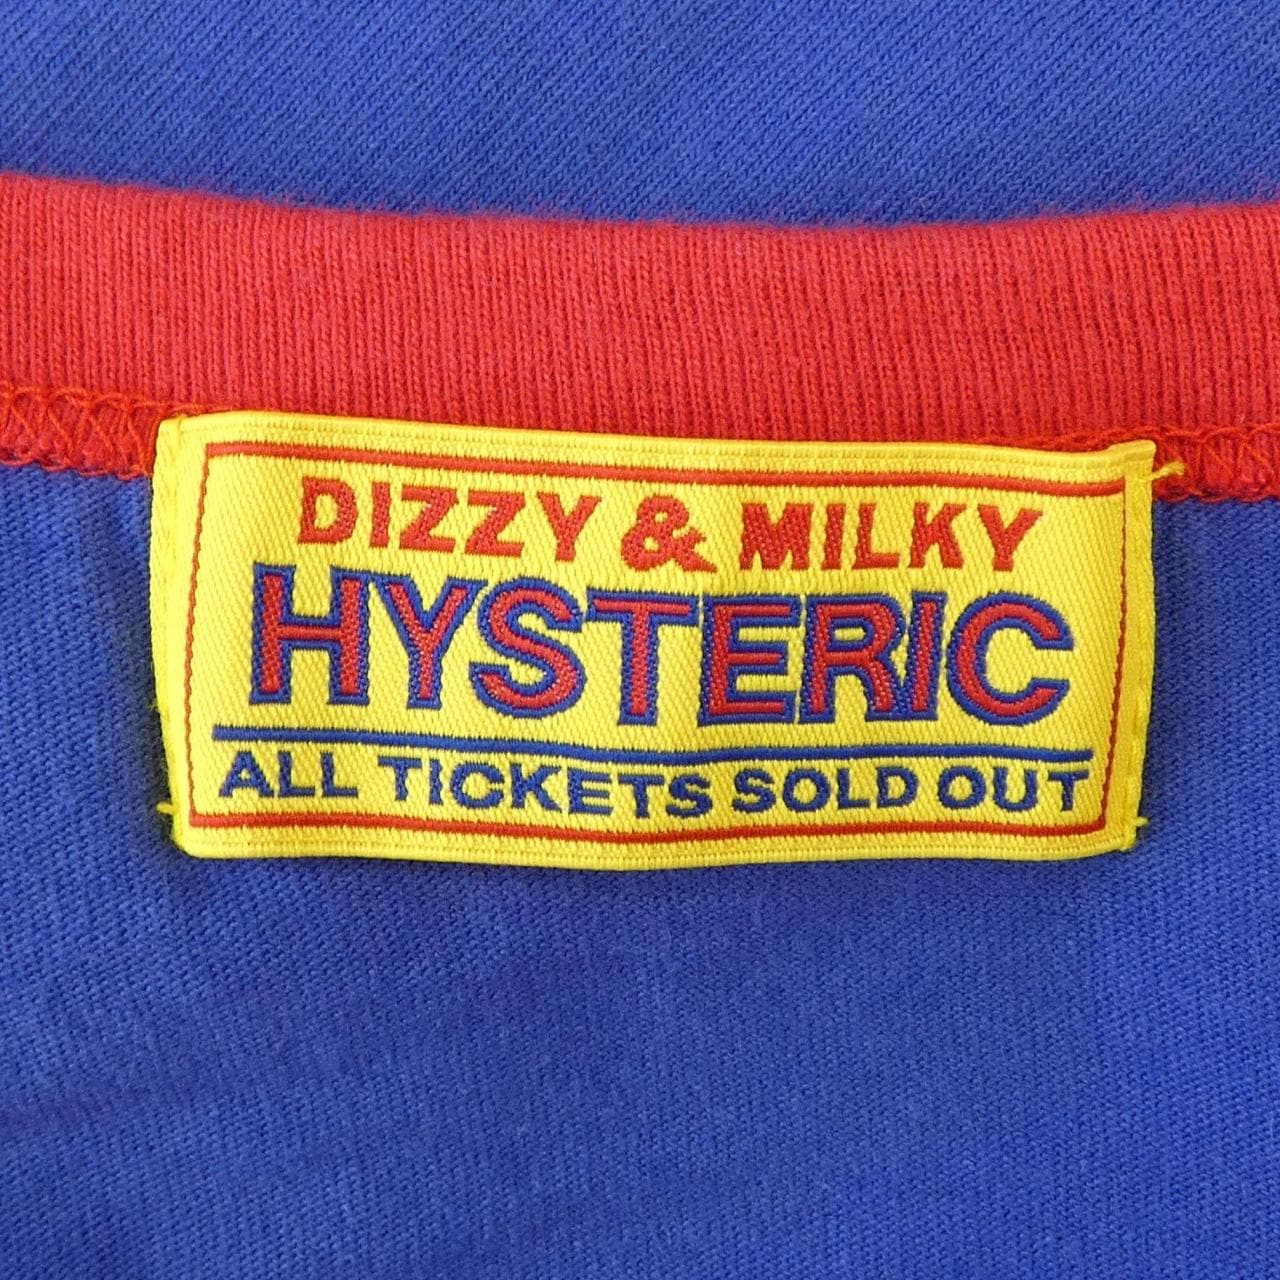 DIZZY & MILKY
HYSTERIC
ALL TICKETS SOLD OUT